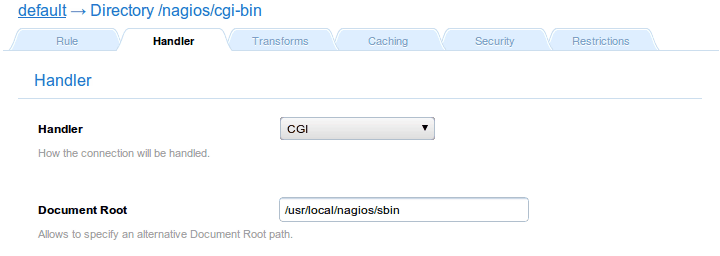 default → Directory /nagios/cgi-bin
Rule Handler Transforms Caching Security Restrictions
Handler
Handler CGI
How the connection will be handled.
Document Root /usr/local/nagios/sbin
Allows to specify an alternative Document Root path.